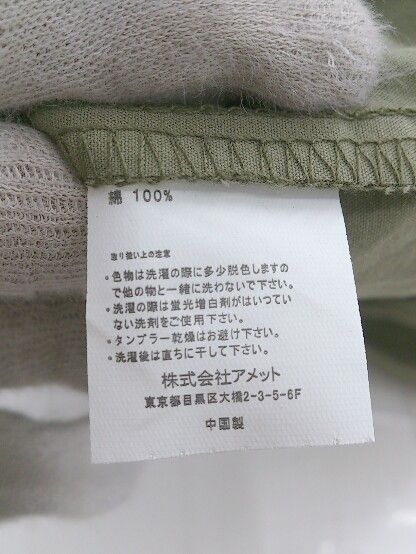 綿 100%
取り扱い上の注意
・色物は洗濯の際に多少脱色しますの
で他の物と一緒に洗わないで下さい。
・洗濯の際は蛍光増白剤がはいってい
ない洗剤をご使用下さい。
・タンブラー乾燥はお避け下さい。
・洗濯後は直ちに干して下さい。
株式会社アメット
東京都目黒区大橋2-3-5-6F
中国製